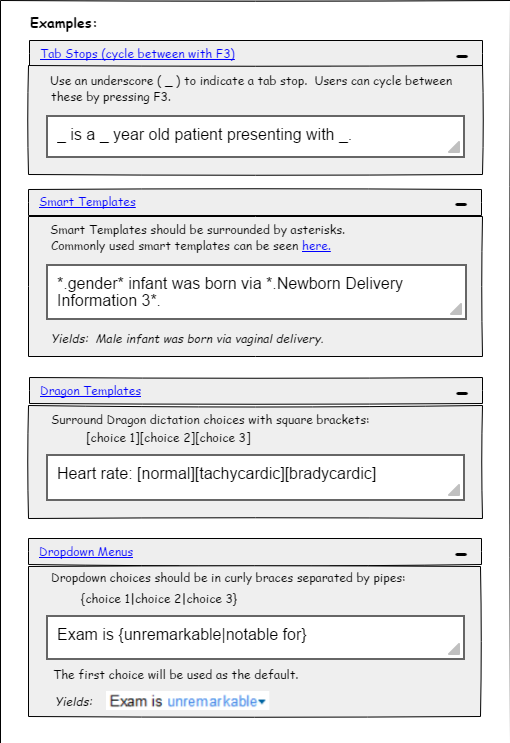 Examples:
Tab Stops (cycle between with F3)
Use an underscore ( _ ) to indicate a tab stop. Users can cycle between
these by pressing F3.
_ is a _ year old patient presenting with _.
Smart Templates
Smart Templates should be surrounded by asterisks.
Commonly used smart templates can be seen here.
*.gender* infant was born via *.Newborn Delivery
Information 3*.
Yields: Male infant was born via vaginal delivery.
Dragon Templates
Surround Dragon dictation choices with square brackets:
[choice 1][choice 2][choice 3]
Heart rate: [normal][tachycardic][bradycardic]
Dropdown Menus
Dropdown choices should be in curly braces separated by pipes:
{choice 1|choice 2|choice 3}
Exam is {unremarkable|notable for}
The first choice will be used as the default.
Yields: Exam is unremarkable